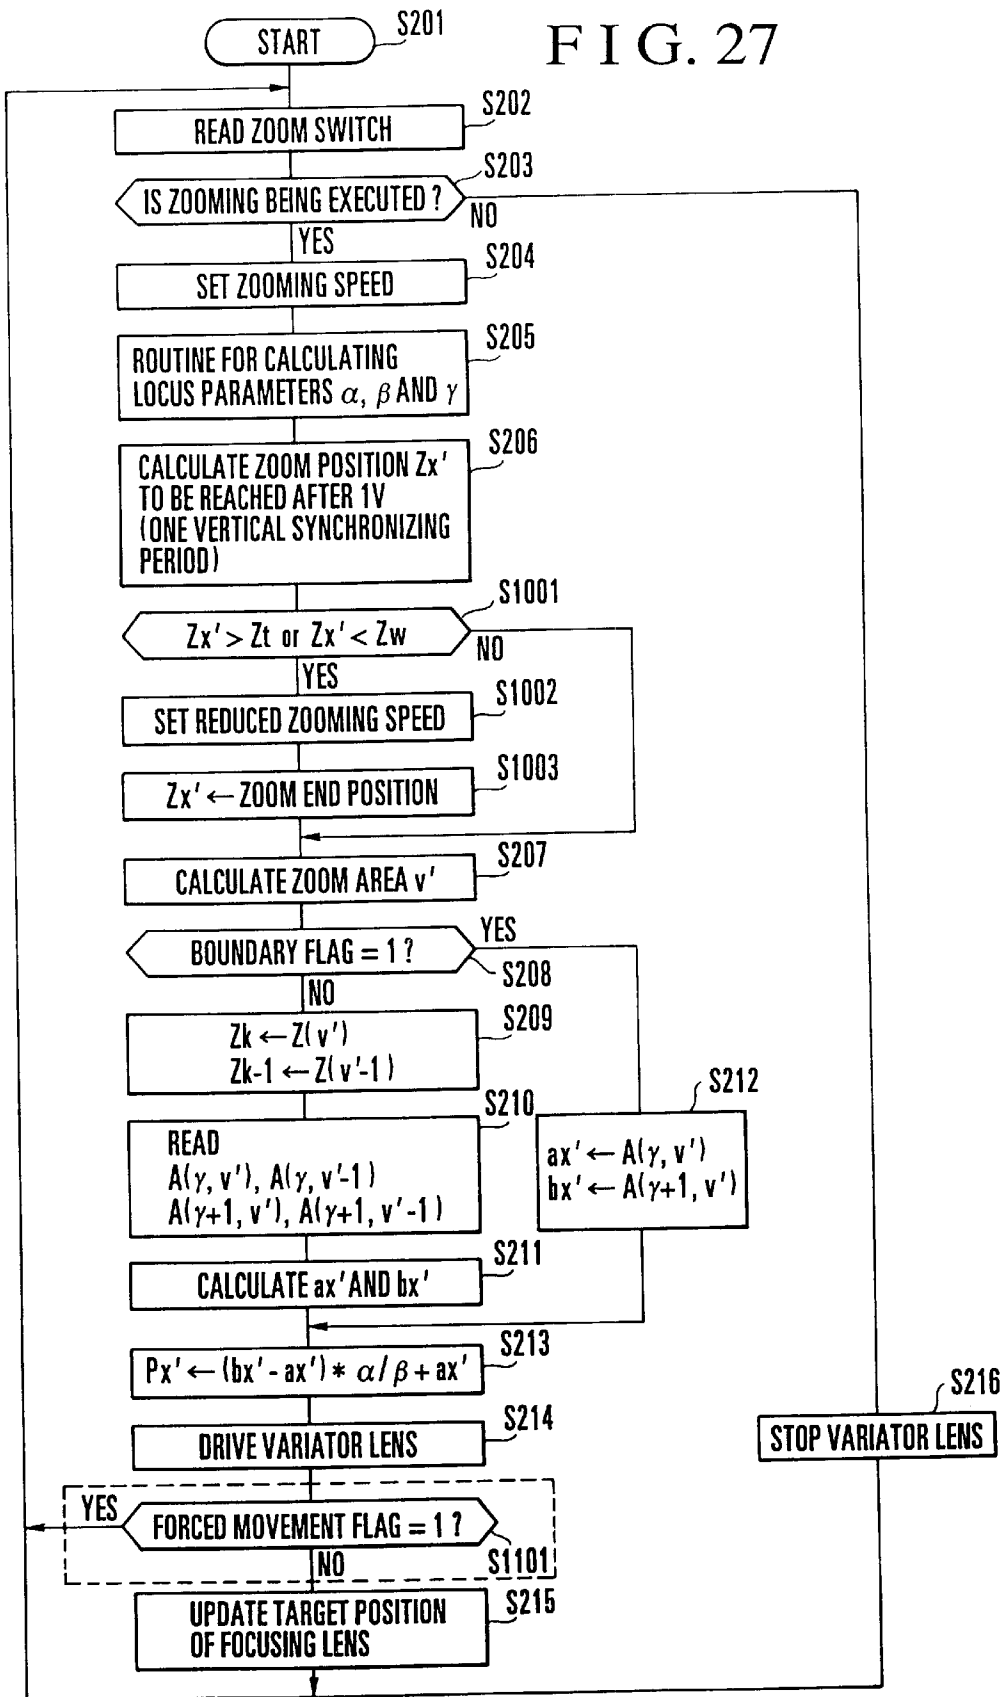 START
S201
F I G. 27
S202
READ ZOOM SWITCH
S203
IS ZOOMING BEING EXECUTED ?
NO
YES
S204
SET ZOOMING SPEED
S205
ROUTINE FOR CALCULATING
LOCUS PARAMETERS α, β AND γ
S206
CALCULATE ZOOM POSITION Zx'
TO BE REACHED AFTER 1V
(ONE VERTICAL SYNCHRONIZING
PERIOD)
S1001
Zx' > Zt or Zx' < Zw
NO
YES
S1002
SET REDUCED ZOOMING SPEED
S1003
Zx' ← ZOOM END POSITION
S207
CALCULATE ZOOM AREA v'
BOUNDARY FLAG = 1 ?
YES
S208
NO
S209
Zk ← Z(v')
Zk-1 ← Z(v'-1)
S210
READ
A(γ, v'), A(γ, v'-1)
A(γ+1, v'), A(γ+1, v'-1)
S212
ax' ← A(γ, v')
bx' ← A(γ+1, v')
S211
CALCULATE ax' AND bx'
S213
Px' ← (bx' - ax') * α/β + ax'
S214
DRIVE VARIATOR LENS
S216
STOP VARIATOR LENS
YES
FORCED MOVEMENT FLAG = 1 ?
S1101
NO
S215
UPDATE TARGET POSITION
OF FOCUSING LENS